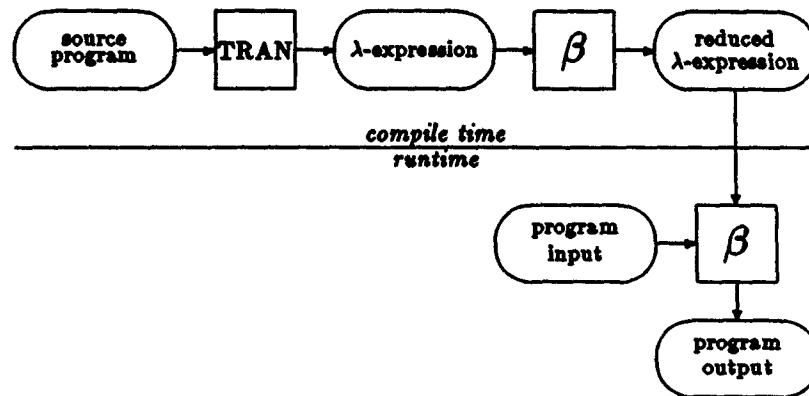 source
program
TRAN
λ-expression
β
reduced
λ-expression
compile time
runtime
program
input
β
program
output